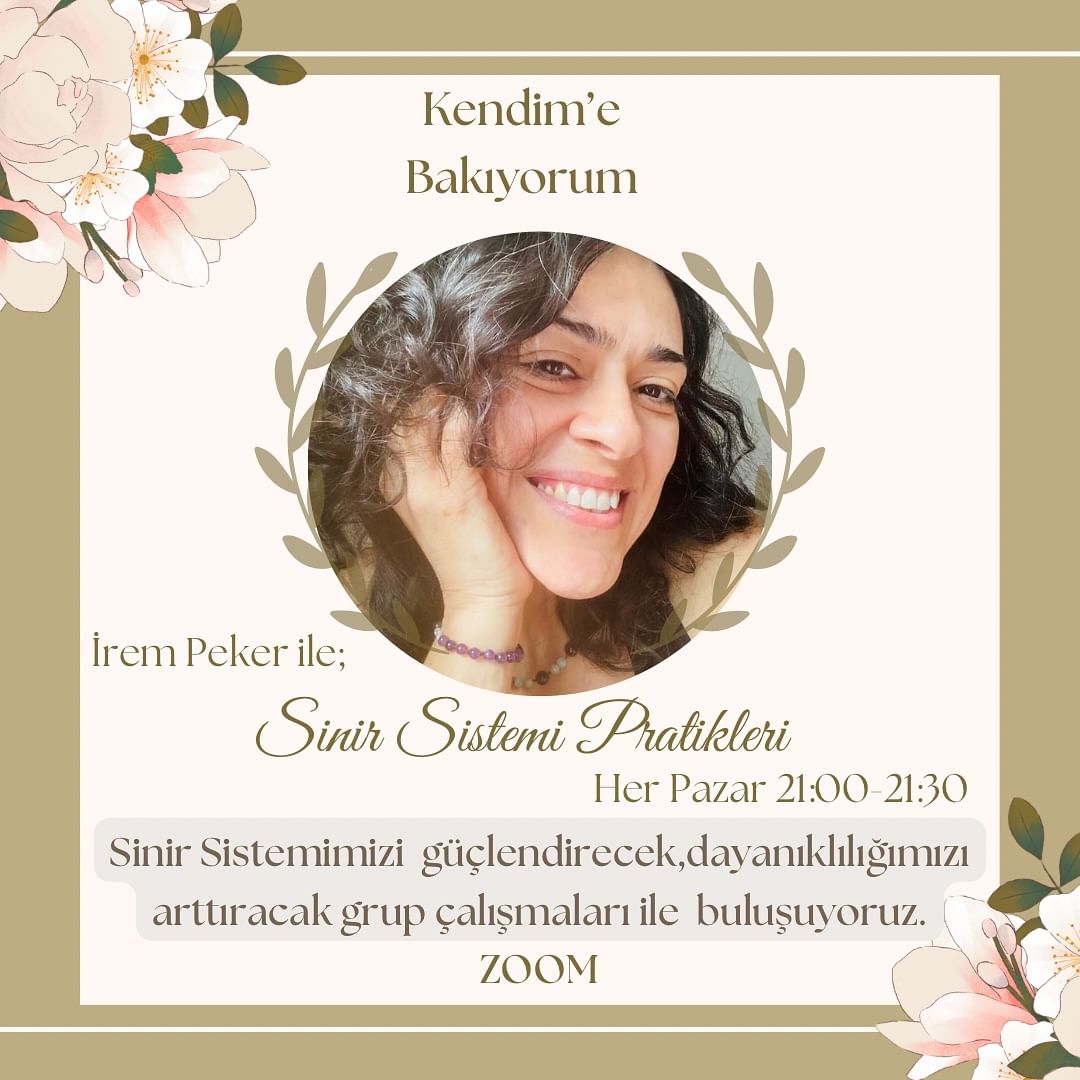 Kendim’e
Bakıyorum
İrem Peker ile;
Sinir Sistemi Pratikleri
Her Pazar 21:00-21:30
Sinir Sistemimizi güçlendirecek,dayanıklılığımızı
arttıracak grup çalışmaları ile buluşuyoruz.
ZOOM